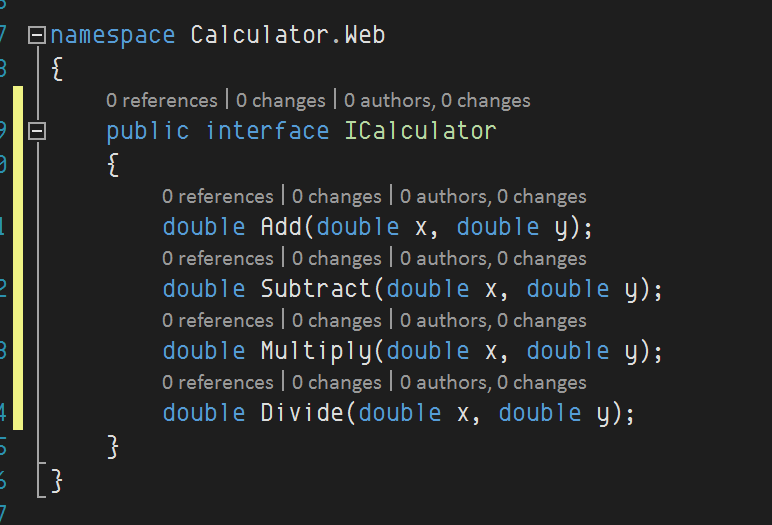 namespace Calculator.Web
{
0 references | 0 changes | 0 authors, 0 changes
public interface ICalculator
{
0 references | 0 changes | 0 authors, 0 changes
double Add(double x, double y);
0 references | 0 changes | 0 authors, 0 changes
double Subtract(double x, double y);
0 references | 0 changes | 0 authors, 0 changes
double Multiply(double x, double y);
0 references | 0 changes | 0 authors, 0 changes
double Divide(double x, double y);
}
}